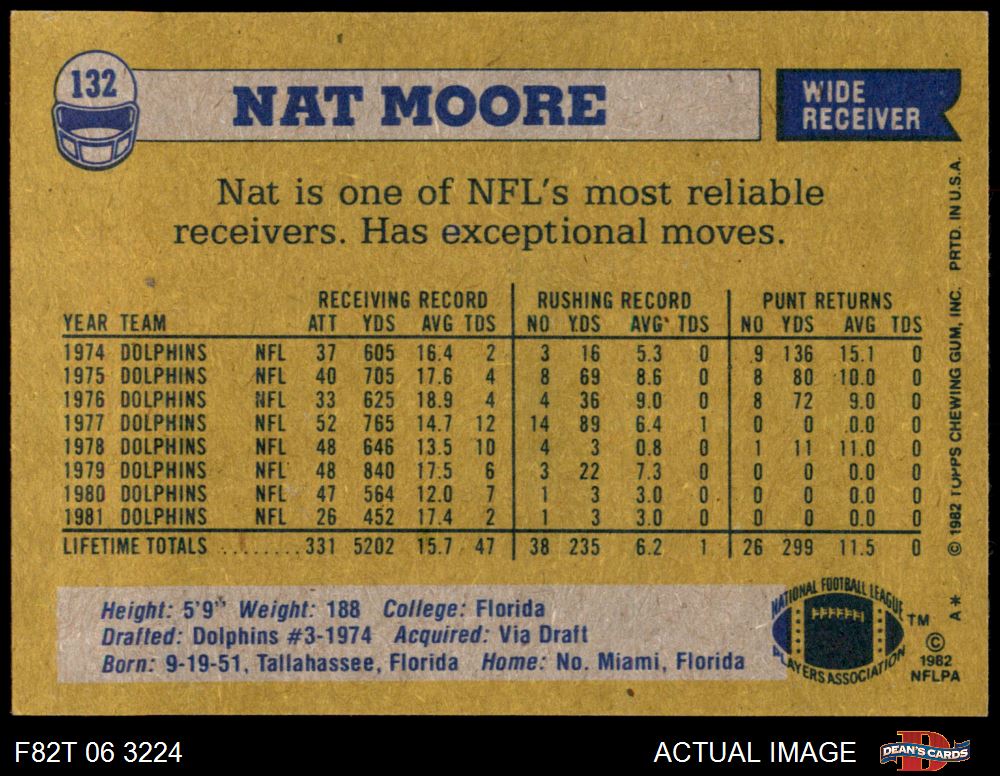 132
NAT MOORE
WIDE
RECEIVER
Nat is one of NFL's most reliable
receivers. Has exceptional moves.
RECEIVING RECORD RUSHING RECORD PUNT RETURNS
YEAR TEAM ATT YDS AVG TDS NO YDS AVG TDS NO YDS AVG TDS
1974 DOLPHINS NFL 37 605 16.4 2 3 16 5.3 0 9 136 15.1 0
1975 DOLPHINS NFL 40 705 17.6 4 8 69 8.6 0 8 80 10.0 0
1976 DOLPHINS NFL 33 625 18.9 4 4 36 9.0 0 8 72 9.0 0
1977 DOLPHINS NFL 52 765 14.7 12 14 89 6.4 1 0 0 0.0 0
1978 DOLPHINS NFL 48 646 13.5 10 4 3 0.8 0 1 11 11.0 0
1979 DOLPHINS NFL 48 840 17.5 6 3 22 7.3 0 0 0 0.0 0
1980 DOLPHINS NFL 47 564 12.0 7 1 3 3.0 0 0 0 0.0 0
1981 DOLPHINS NFL 26 452 17.4 2 1 3 3.0 0 0 0 0.0 0
LIFETIME TOTALS ........ 331 5202 15.7 47 38 235 6.2 1 26 299 11.5 0
Height: 5'9" Weight: 188 College: Florida
Drafted: Dolphins #3-1974 Acquired: Via Draft
Born: 9-19-51, Tallahassee, Florida Home: No. Miami, Florida
NATIONAL FOOTBALL LEAGUE
PLAYERS ASSOCIATION
TM
©
1982
NFLPA
© 1982 TOPPS CHEWING GUM, INC. PRTD. IN U.S.A.
A*
F82T 06 3224 ACTUAL IMAGE
D
DEAN'S CARDS